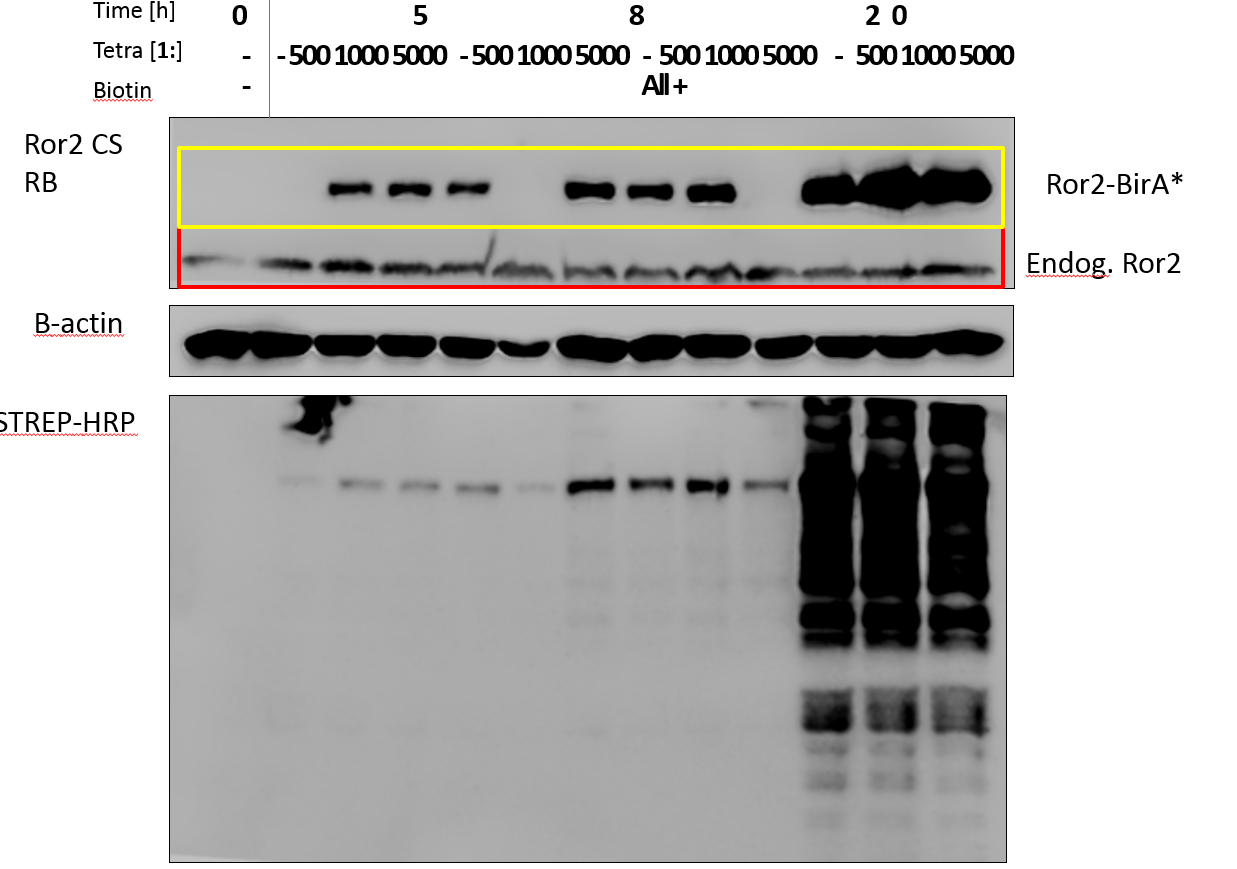 Time [h] 0 5 8 2 0
Tetra [1:] - - 500 1000 5000 - 500 1000 5000 - 500 1000 5000 - 500 1000 5000
Biotin - All +
Ror2 CS
RB
Ror2-BirA*
Endog. Ror2
B-actin
STREP-HRP